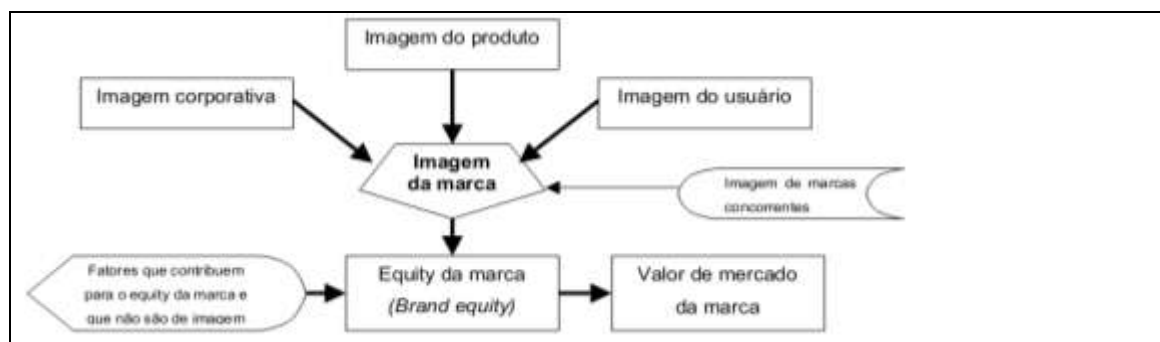 Imagem do produto
Imagem corporativa
Imagem do usuário
Imagem
da marca
Imagem de marcas
concorrentes
Fatores que contribuem
para o equity da marca e
que não são de imagem
Equity da marca
(Brand equity)
Valor de mercado
da marca